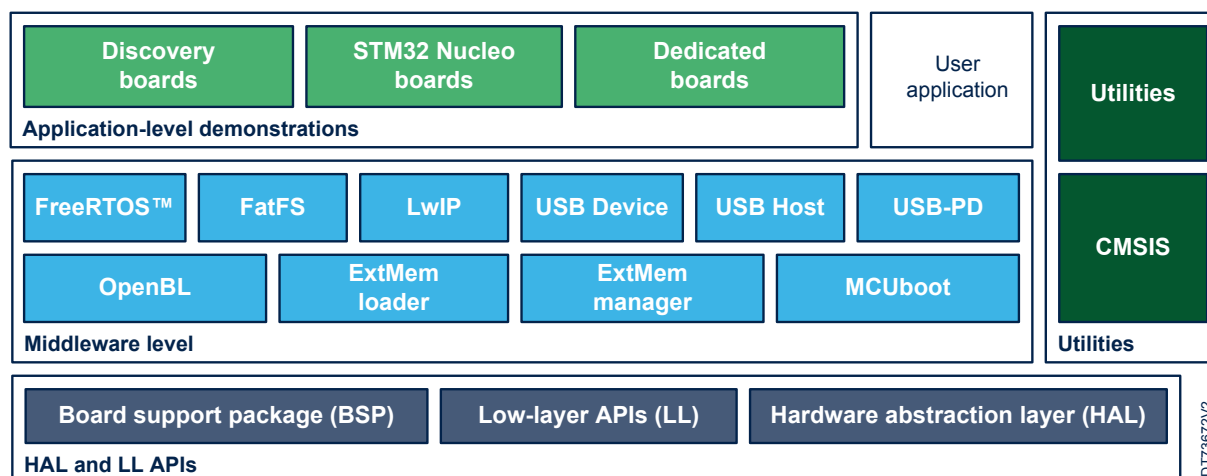 Discovery
boards
STM32 Nucleo
boards
Dedicated
boards
Application-level demonstrations
User
application
Utilities
FreeRTOS™
FatFS
LwIP
USB Device
USB Host
USB-PD
OpenBL
ExtMem
loader
ExtMem
manager
MCUboot
Middleware level
CMSIS
Utilities
Board support package (BSP)
Low-layer APIs (LL)
Hardware abstraction layer (HAL)
HAL and LL APIs
DT73672V2